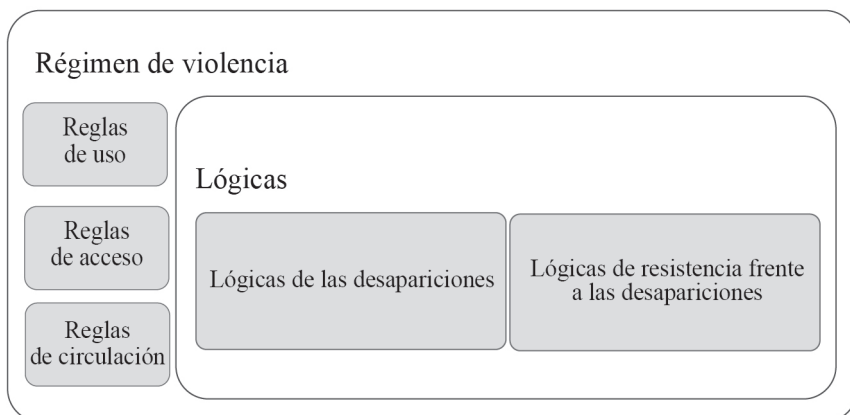 Régimen de violencia
Reglas
de uso
Reglas
de acceso
Reglas
de circulación
Lógicas
Lógicas de las desapariciones
Lógicas de resistencia frente
a las desapariciones